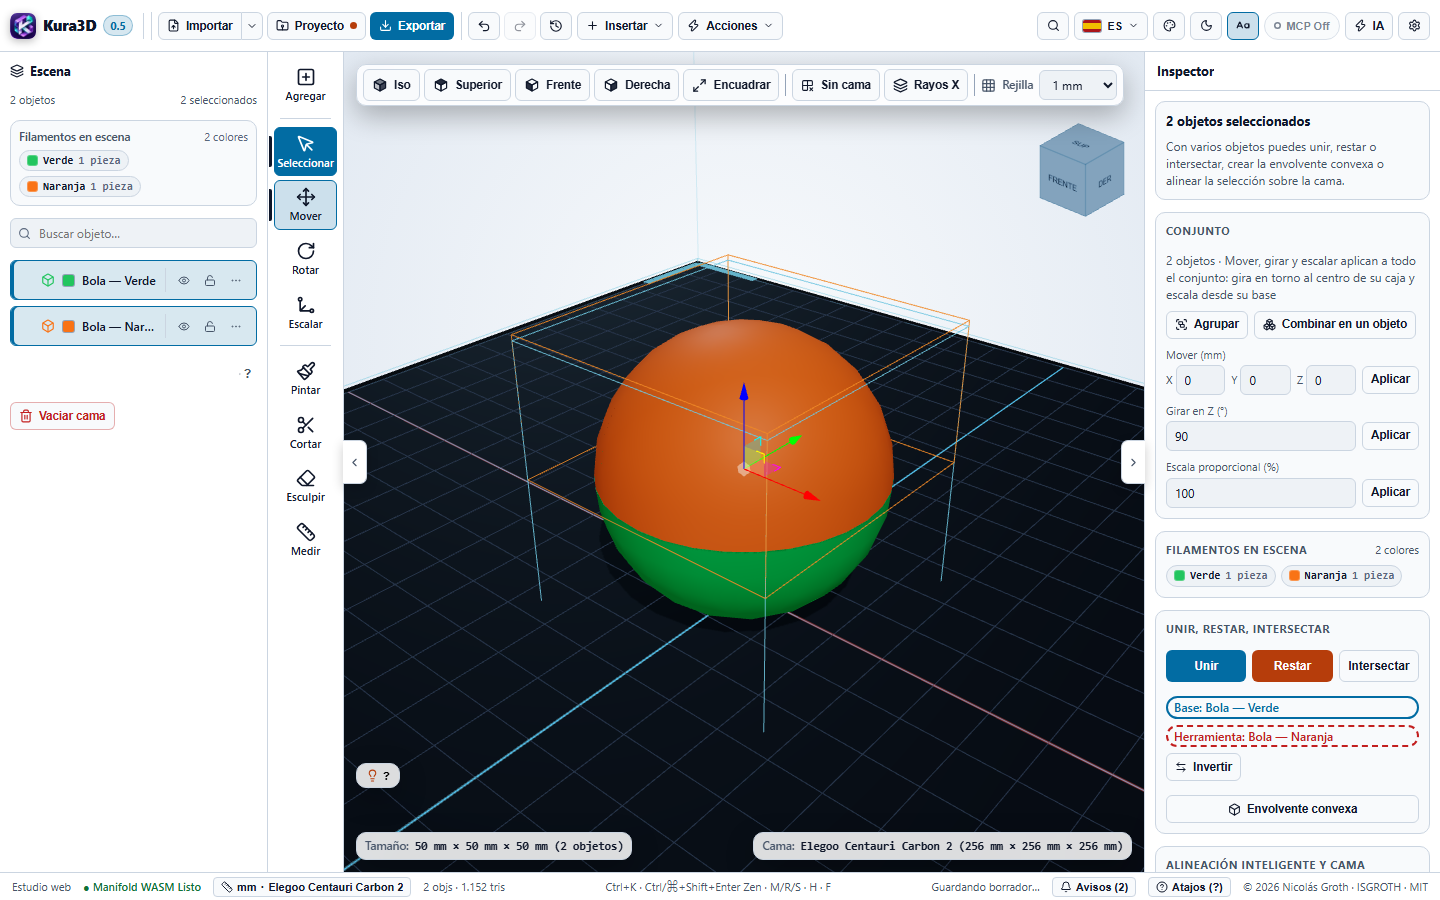 Kura3D 0.5 Importar Proyecto Exportar Insertar Acciones ES Aa MCP Off IA
Escena
2 objetos 2 seleccionados
Filamentos en escena 2 colores
Verde 1 pieza
Naranja 1 pieza
Buscar objeto...
Bola — Verde
Bola — Nar...
?
Vaciar cama
Agregar
Seleccionar
Mover
Rotar
Escalar
Pintar
Cortar
Esculpir
Medir
Iso Superior Frente Derecha Encuadrar Sin cama Rayos X Rejilla 1 mm
SUP
FRENTE DER
?
Tamaño: 50 mm × 50 mm × 50 mm (2 objetos)
Cama: Elegoo Centauri Carbon 2 (256 mm × 256 mm × 256 mm)
Inspector
2 objetos seleccionados
Con varios objetos puedes unir, restar o
intersectar, crear la envolvente convexa o
alinear la selección sobre la cama.
CONJUNTO
2 objetos · Mover, girar y escalar aplican a todo
el conjunto: gira en torno al centro de su caja y
escala desde su base
Agrupar Combinar en un objeto
Mover (mm)
X 0 Y 0 Z 0 Aplicar
Girar en Z (°)
90 Aplicar
Escala proporcional (%)
100 Aplicar
FILAMENTOS EN ESCENA 2 colores
Verde 1 pieza Naranja 1 pieza
UNIR, RESTAR, INTERSECTAR
Unir Restar Intersectar
Base: Bola — Verde
Herramienta: Bola — Naranja
Invertir
Envolvente convexa
ALINEACIÓN INTELIGENTE Y CAMA
Estudio web ● Manifold WASM Listo mm · Elegoo Centauri Carbon 2 2 objs · 1.152 tris Ctrl+K · Ctrl/⌘+Shift+Enter Zen · M/R/S · H · F Guardando borrador... Avisos (2) Atajos (?) © 2026 Nicolás Groth · ISGROTH · MIT